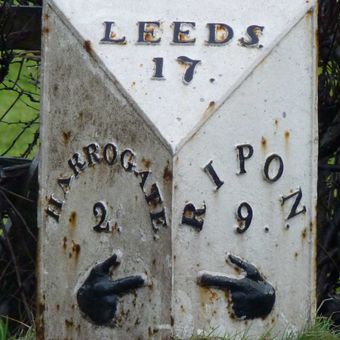 LEEDS
17
HARROGATE
2.
RIPON
9.